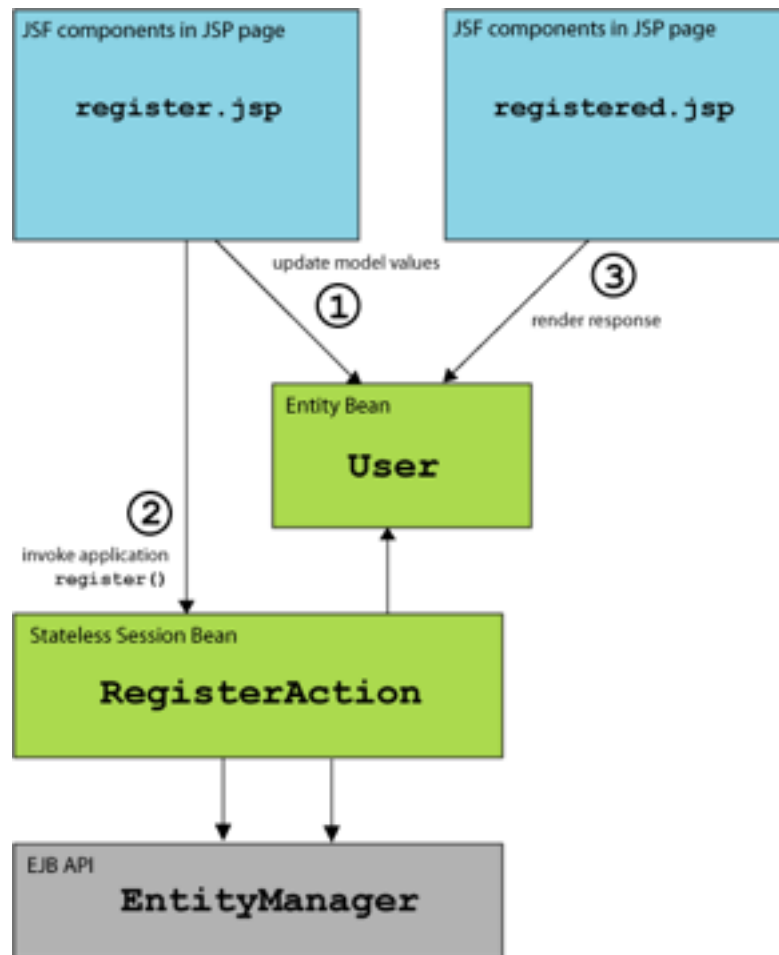 JSF components in JSP page
register.jsp
JSF components in JSP page
registered.jsp
update model values
1
3
render response
Entity Bean
User
2
invoke application
register()
Stateless Session Bean
RegisterAction
EJB API
EntityManager